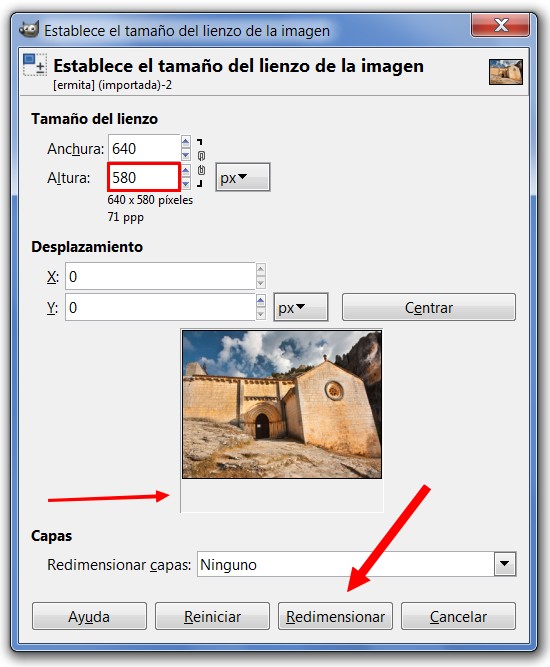 Establece el tamaño del lienzo de la imagen
Establece el tamaño del lienzo de la imagen
[ermita] (importada)-2
Tamaño del lienzo
Anchura: 640
Altura: 580 px
640 x 580 píxeles
71 ppp
Desplazamiento
X: 0
Y: 0 px Centrar
Capas
Redimensionar capas: Ninguno
Ayuda Reiniciar Redimensionar Cancelar